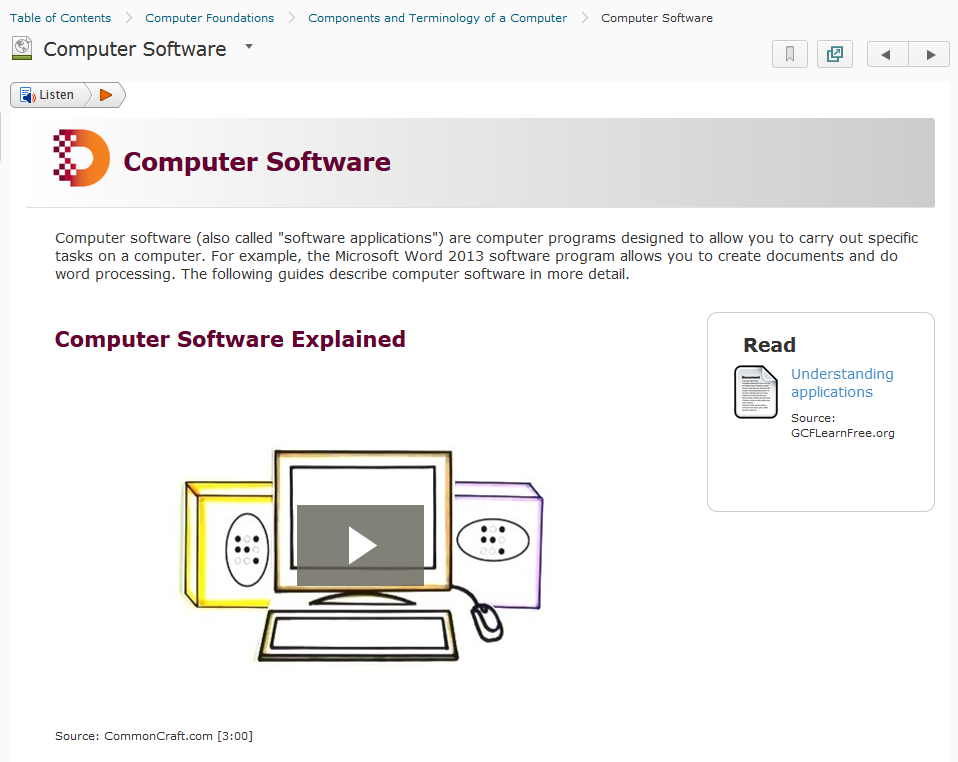 Table of Contents
Computer Foundations
Components and Terminology of a Computer
Computer Software
Computer Software
Listen
Computer Software
Computer software (also called "software applications") are computer programs designed to allow you to carry out specific
tasks on a computer. For example, the Microsoft Word 2013 software program allows you to create documents and do
word processing. The following guides describe computer software in more detail.
Computer Software Explained
Read
Document
Understanding
applications
Source:
GCFLearnFree.org
Source: CommonCraft.com [3:00]